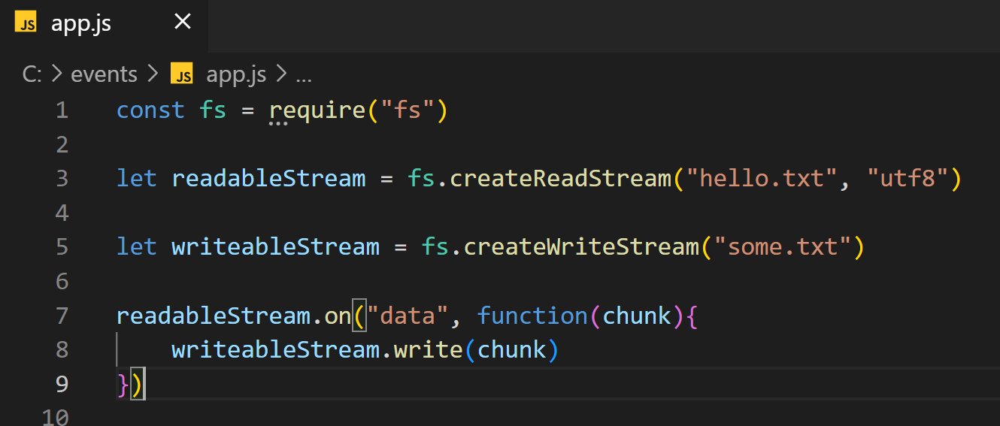 JS app.js ×
C: > events > JS app.js > ...
1 const fs = require("fs")
2
3 let readableStream = fs.createReadStream("hello.txt", "utf8")
4
5 let writeableStream = fs.createWriteStream("some.txt")
6
7 readableStream.on("data", function(chunk){
8     writeableStream.write(chunk)
9 })
10